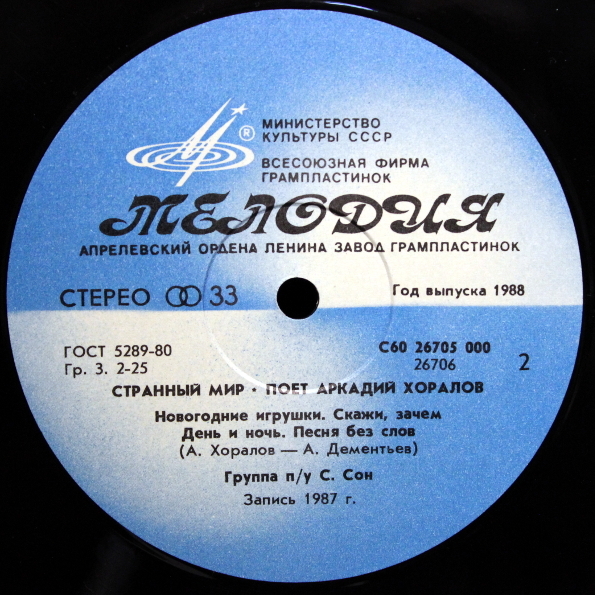 ®
МИНИСТЕРСТВО
КУЛЬТУРЫ СССР
ВСЕСОЮЗНАЯ ФИРМА
ГРАМПЛАСТИНОК
МЕЛОДИЯ
АПРЕЛЕВСКИЙ ОРДЕНА ЛЕНИНА ЗАВОД ГРАМПЛАСТИНОК
СТЕРЕО 33
Год выпуска 1988
ГОСТ 5289-80
Гр. 3. 2-25
С60 26705 000
26706
2
СТРАННЫЙ МИР · ПОЕТ АРКАДИЙ ХОРАЛОВ
Новогодние игрушки. Скажи, зачем
День и ночь. Песня без слов
(А. Хоралов — А. Дементьев)
Группа п/у С. Сон
Запись 1987 г.